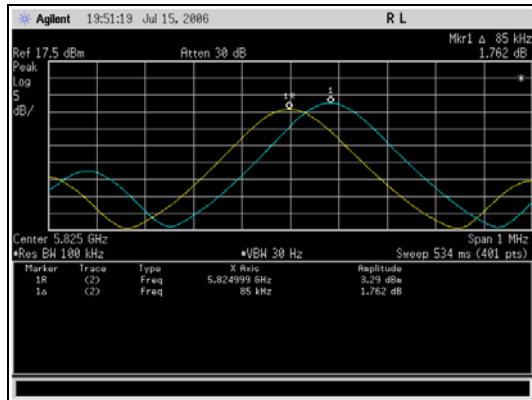 Agilent 19:51:19 Jul 15, 2006 R L
Mkr1 Δ 85 kHz
Ref 17.5 dBm Atten 30 dB 1.762 dB
Peak
Log
5
dB/
1R 1
*
Center 5.825 GHz Span 1 MHz
*Res BW 100 kHz *VBW 30 Hz Sweep 534 ms (401 pts)
Marker Trace Type X Axis Amplitude
1R (2) Freq 5.824999 GHz 3.29 dBm
1Δ (2) Freq 85 kHz 1.762 dB